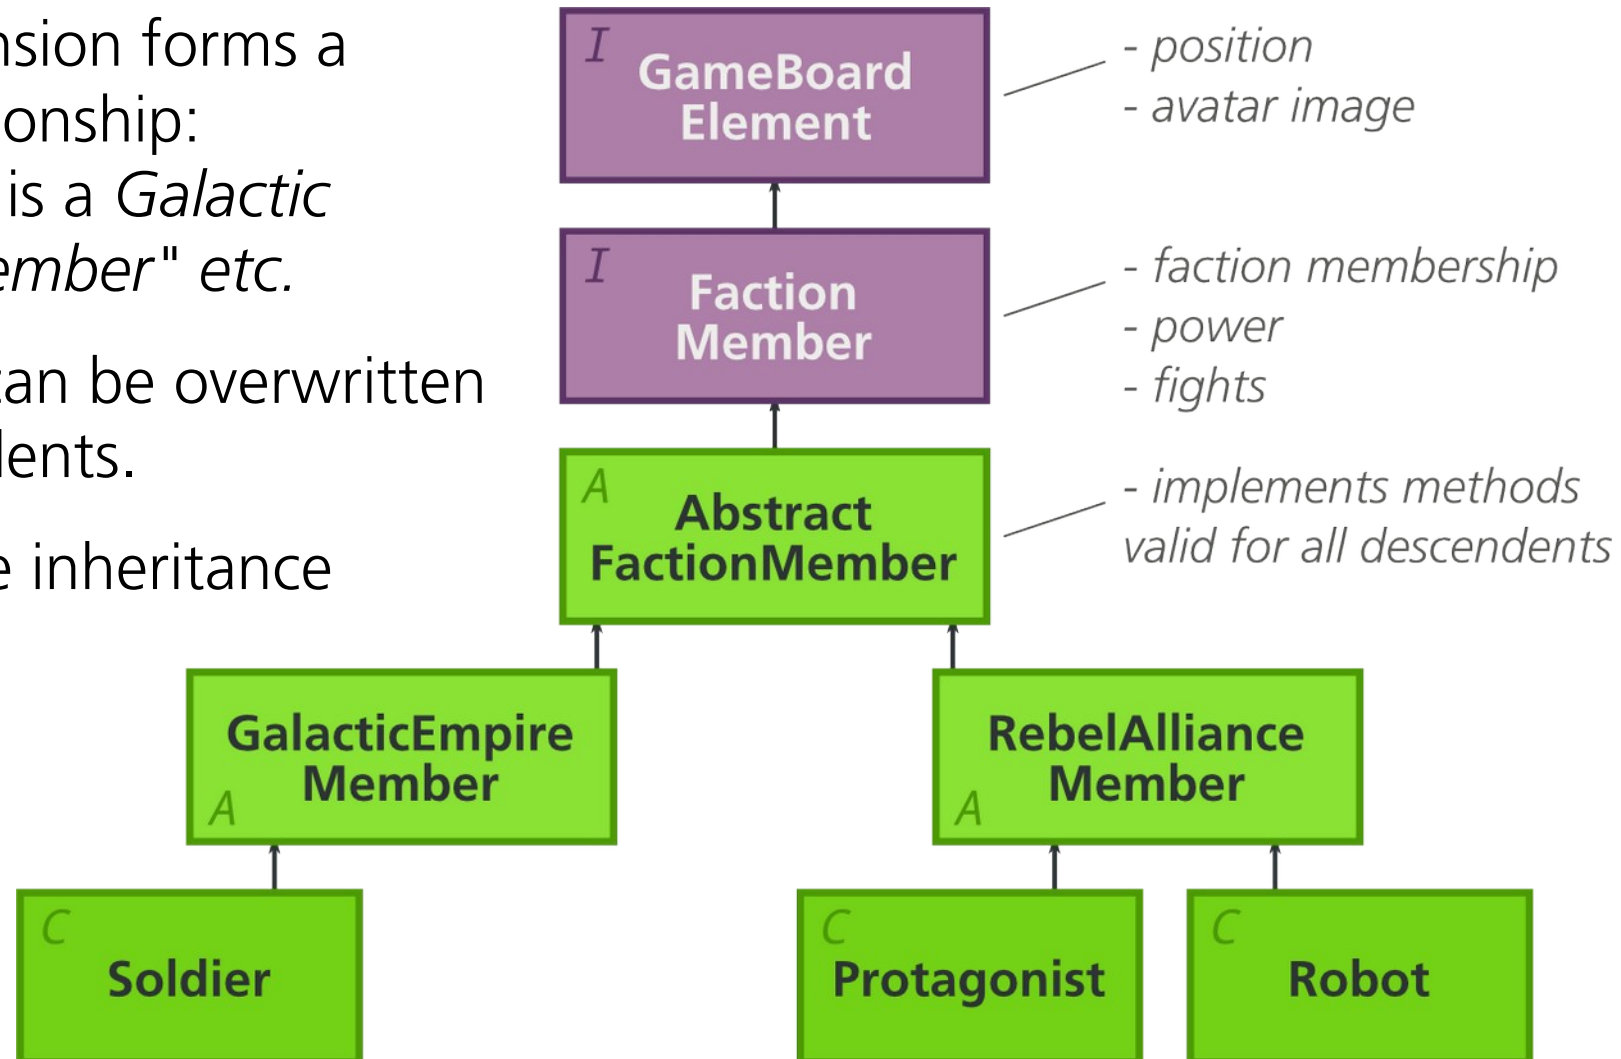 nsion forms a
onship:
is a Galactic
ember" etc.
can be overwritten
lents.
e inheritance
I
GameBoard
Element
- position
- avatar image
I
Faction
Member
- faction membership
- power
- fights
A
Abstract
FactionMember
- implements methods
valid for all descendents
GalacticEmpire
Member
A
RebelAlliance
Member
A
C
Soldier
C
Protagonist
C
Robot